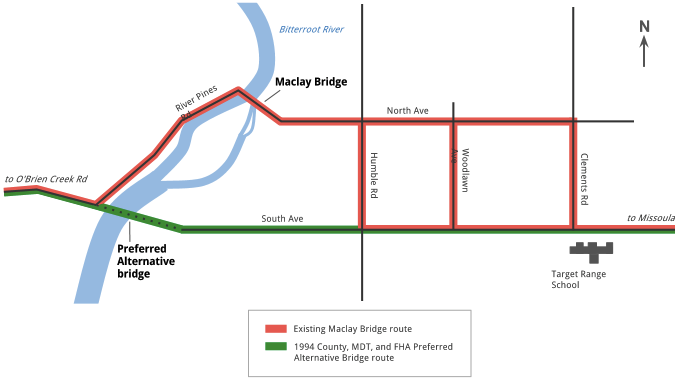 Bitterroot River
N
Maclay Bridge
River Pines
Rd
North Ave
to O'Brien Creek Rd
Humble Rd
Woodlawn
Ave
Clements Rd
South Ave
to Missoula
Preferred
Alternative
bridge
Target Range
School
Existing Maclay Bridge route
1994 County, MDT, and FHA Preferred
Alternative Bridge route